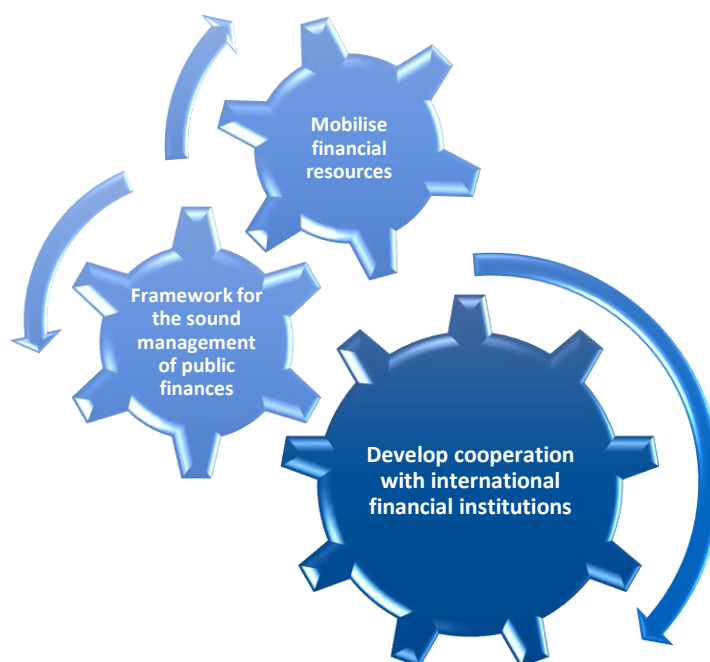 Mobilise
financial
resources
Framework for
the sound
management
of public
finances
Develop cooperation
with international
financial institutions